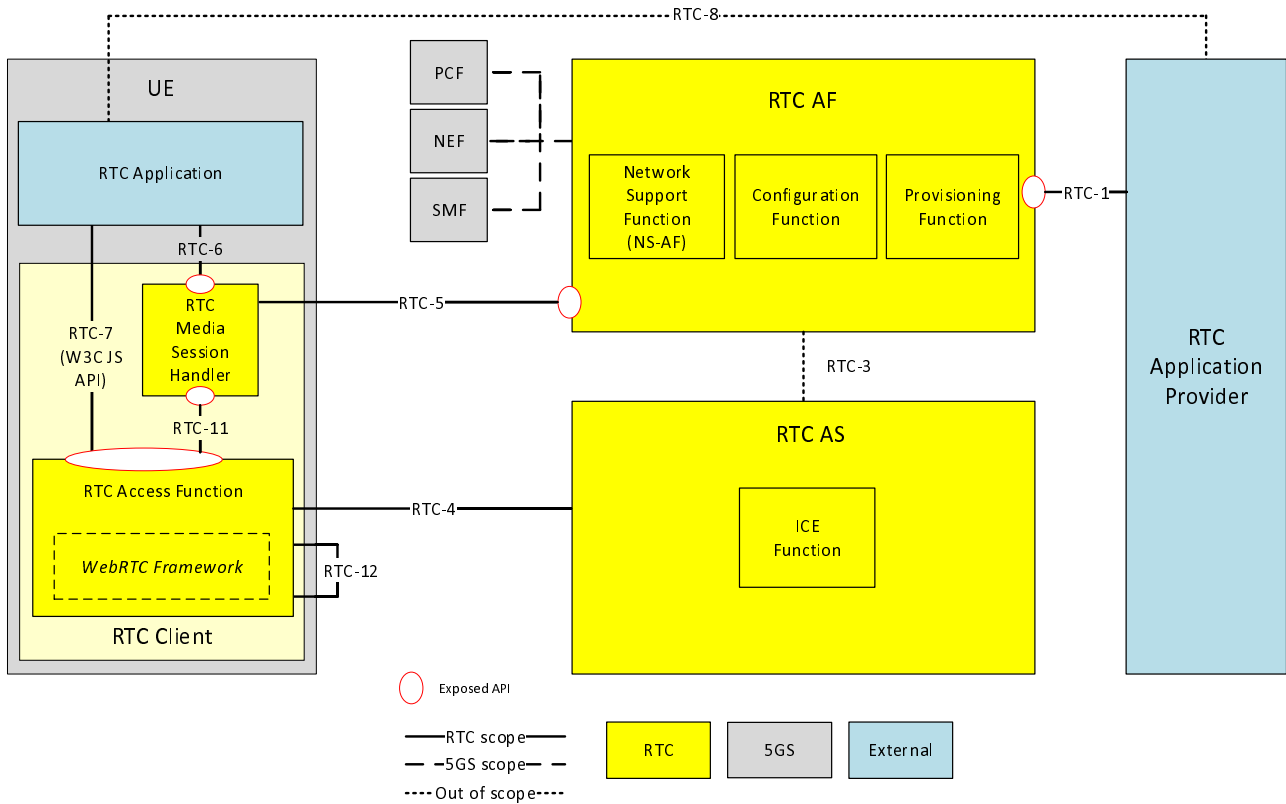 RTC-8
UE
RTC Application
RTC-6
RTC
Media
Session
Handler
RTC-7
(W3C JS
API)
RTC-11
RTC Access Function
WebRTC Framework
RTC Client
RTC-12
RTC-5
RTC-4
PCF
NEF
SMF
RTC AF
Network
Support
Function
(NS-AF)
Configuration
Function
Provisioning
Function
RTC-1
RTC-3
RTC AS
ICE
Function
RTC
Application
Provider
Exposed API
RTC scope
5GS scope
Out of scope
RTC
5GS
External